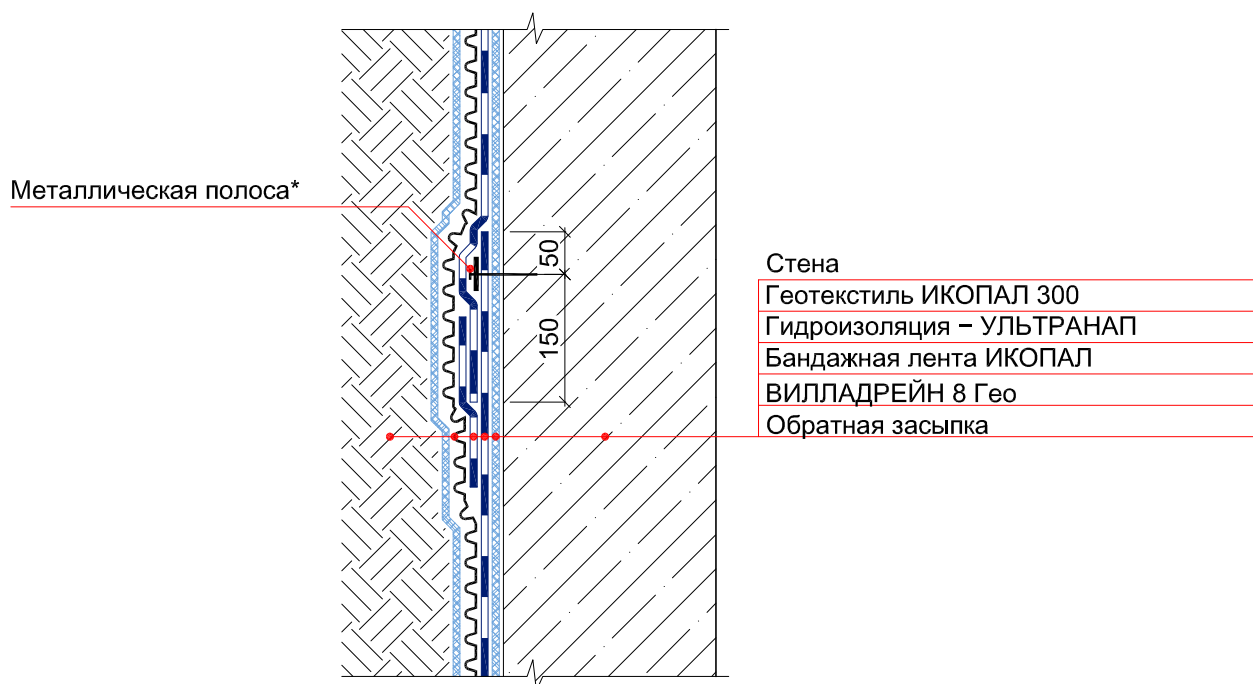 Металлическая полоса*
50
150
Стена
Геотекстиль ИКОПАЛ 300
Гидроизоляция – УЛЬТРАНАП
Бандажная лента ИКОПАЛ
ВИЛЛАДРЕЙН 8 Гео
Обратная засыпка